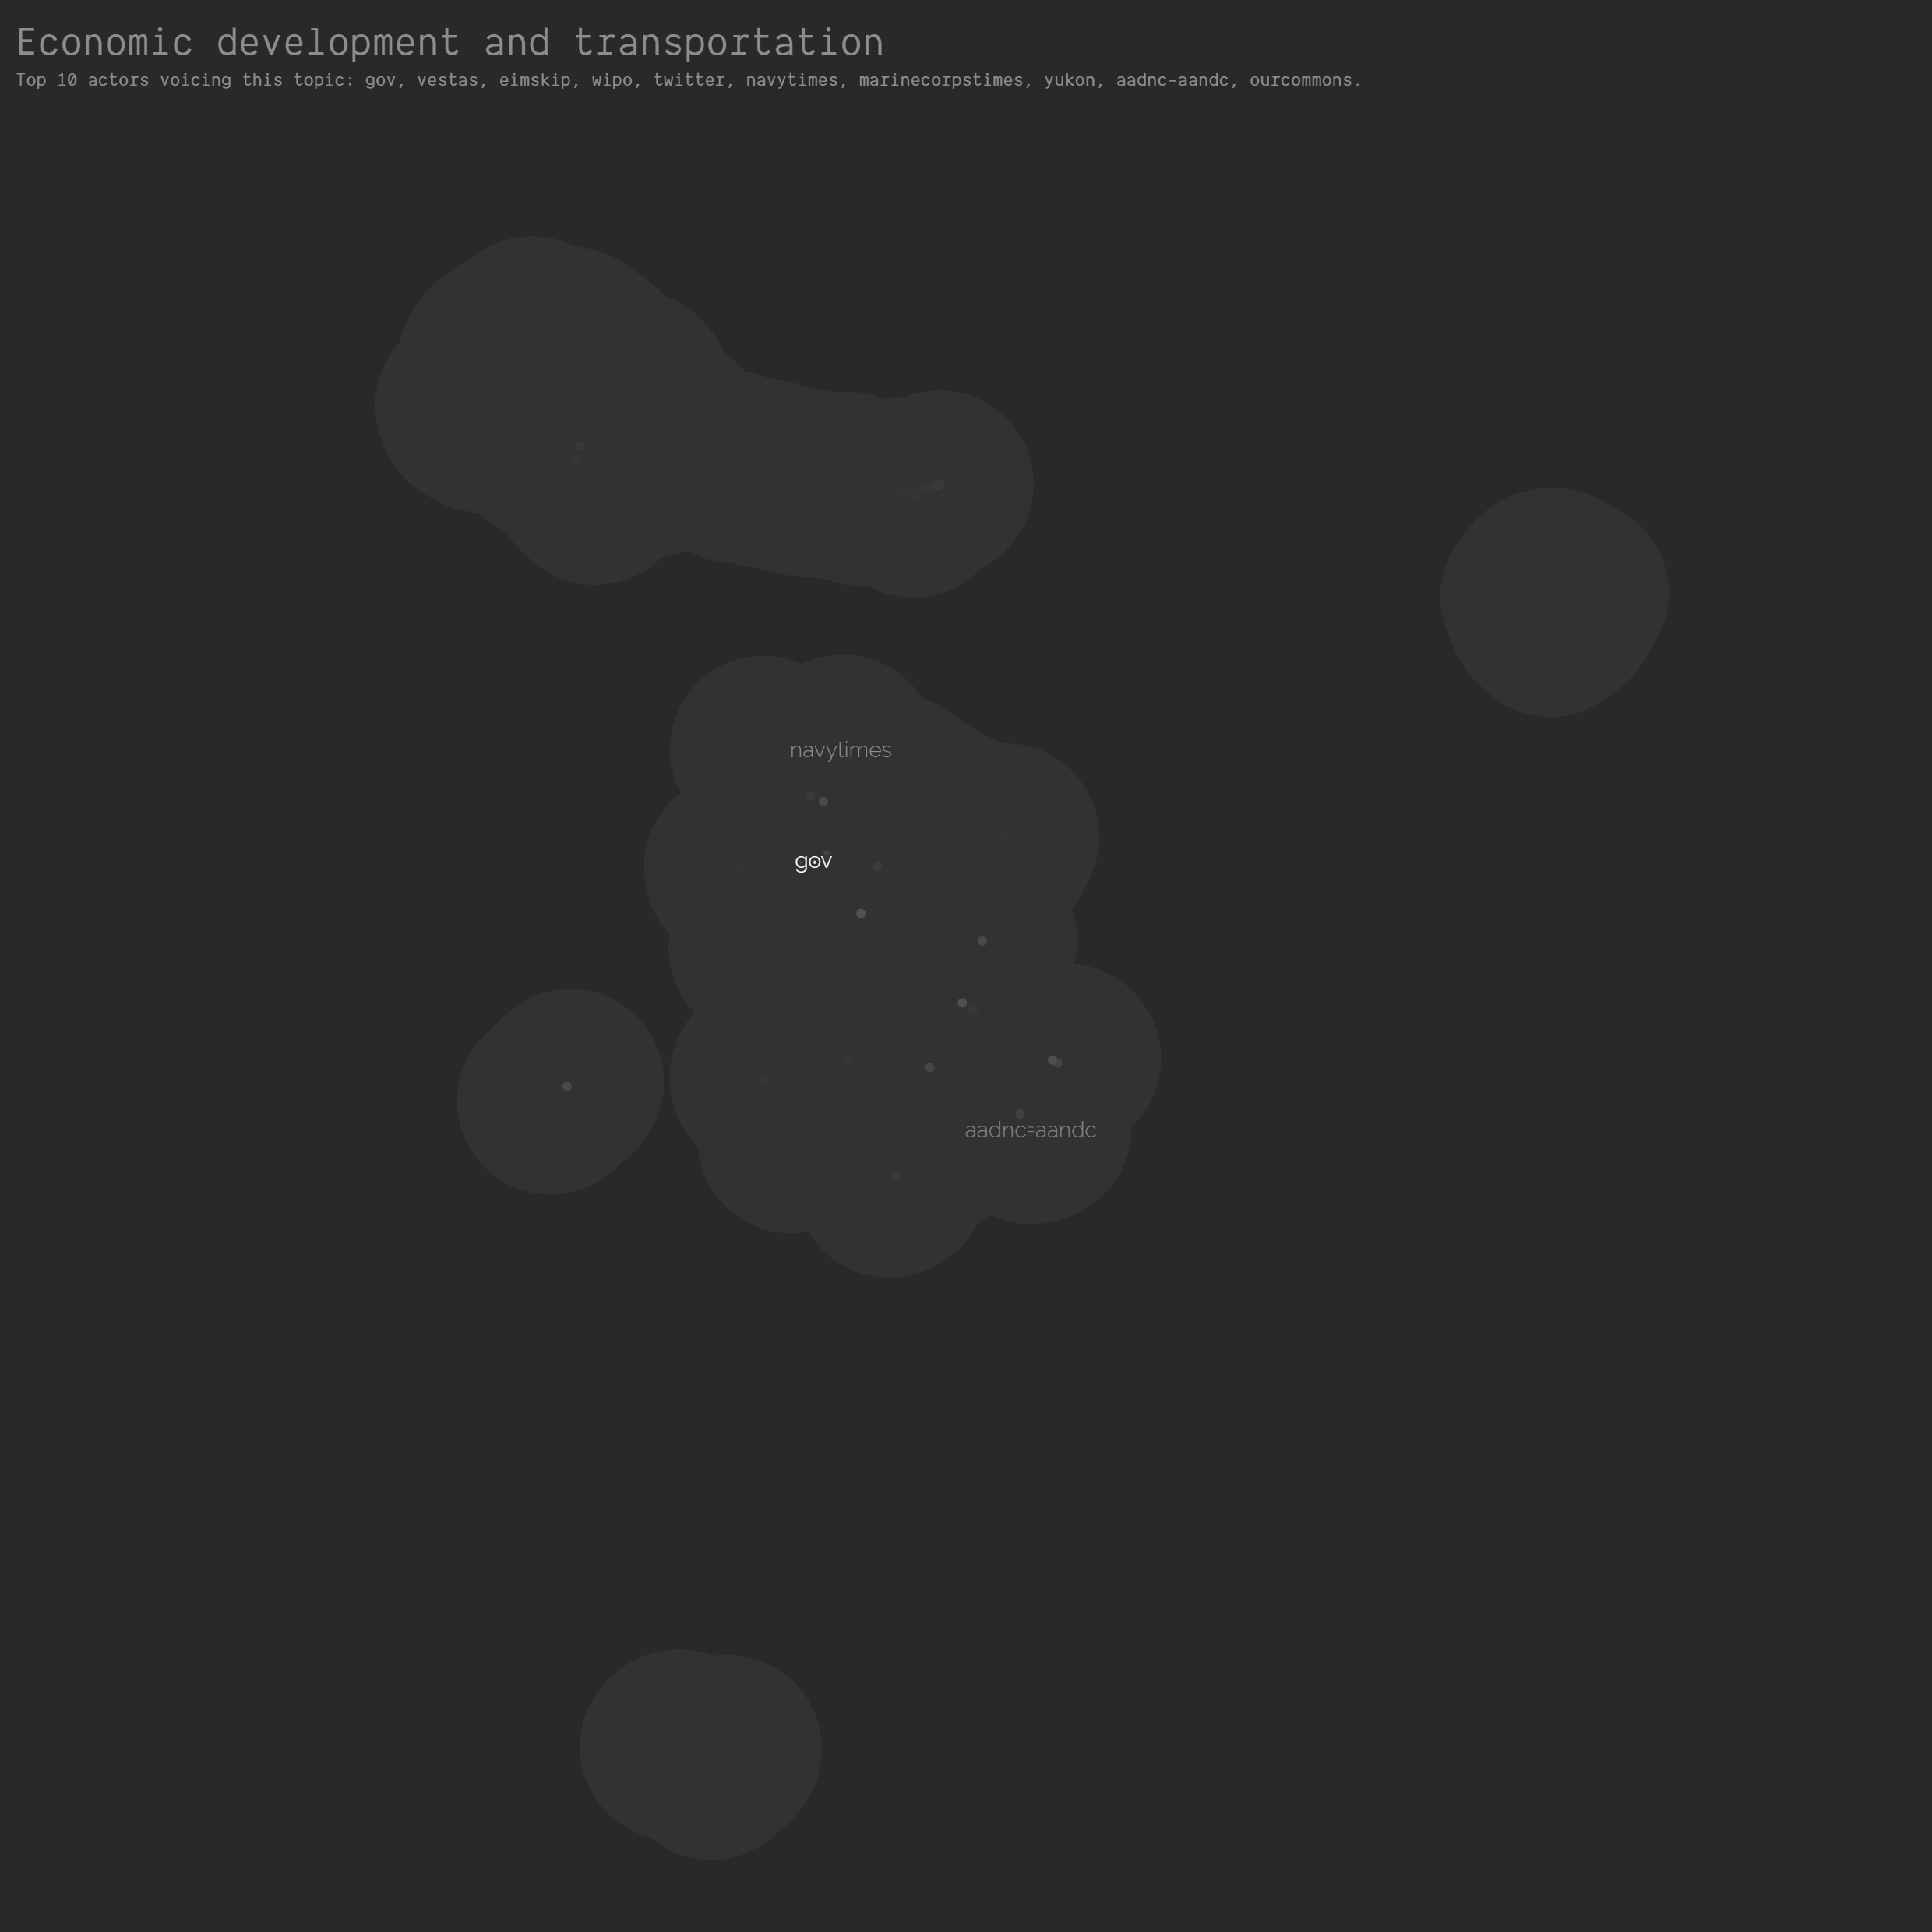 Economic development and transportation
Top 10 actors voicing this topic: gov, vestas, eimskip, wipo, twitter, navytimes, marinecorpstimes, yukon, aadnc-aandc, ourcommons.
navytimes
gov
aadnc-aandc